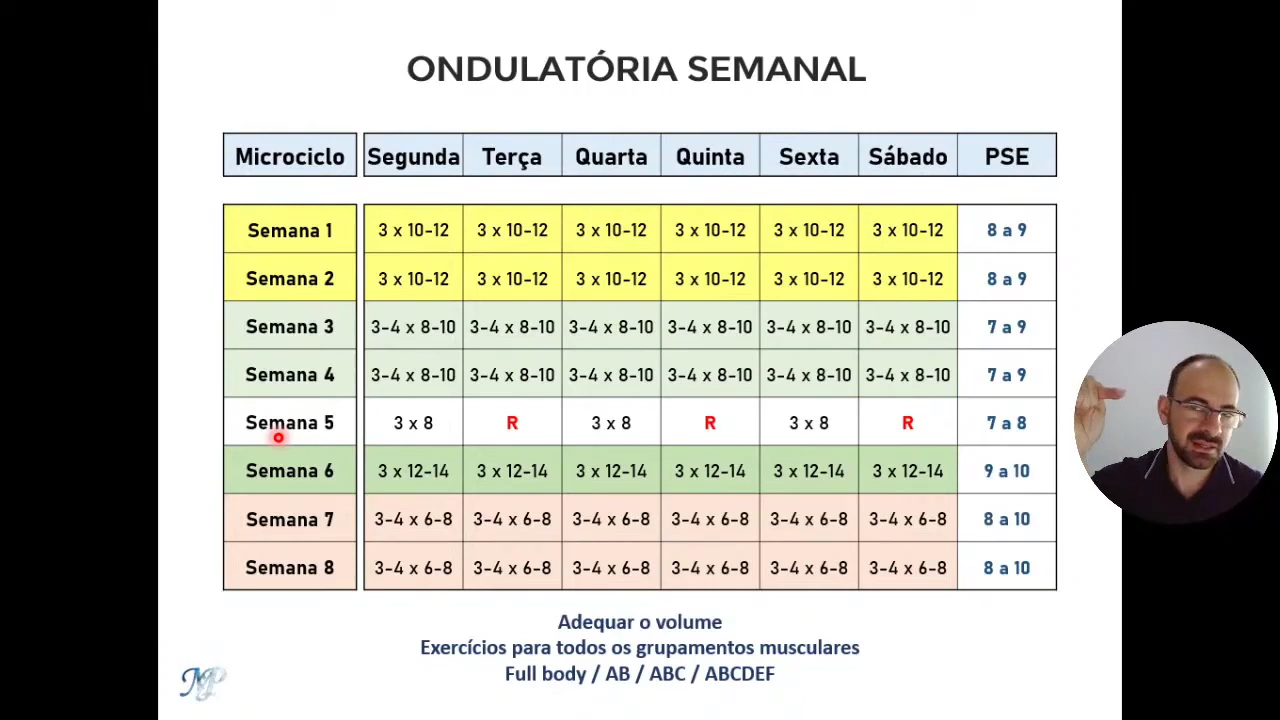 ONDULATÓRIA SEMANAL
Microciclo Segunda Terça Quarta Quinta Sexta Sábado PSE
Semana 1 3 x 10-12 3 x 10-12 3 x 10-12 3 x 10-12 3 x 10-12 3 x 10-12 8 a 9
Semana 2 3 x 10-12 3 x 10-12 3 x 10-12 3 x 10-12 3 x 10-12 3 x 10-12 8 a 9
Semana 3 3-4 x 8-10 3-4 x 8-10 3-4 x 8-10 3-4 x 8-10 3-4 x 8-10 3-4 x 8-10 7 a 9
Semana 4 3-4 x 8-10 3-4 x 8-10 3-4 x 8-10 3-4 x 8-10 3-4 x 8-10 3-4 x 8-10 7 a 9
Semana 5 3 x 8 R 3 x 8 R 3 x 8 R 7 a 8
Semana 6 3 x 12-14 3 x 12-14 3 x 12-14 3 x 12-14 3 x 12-14 3 x 12-14 9 a 10
Semana 7 3-4 x 6-8 3-4 x 6-8 3-4 x 6-8 3-4 x 6-8 3-4 x 6-8 3-4 x 6-8 8 a 10
Semana 8 3-4 x 6-8 3-4 x 6-8 3-4 x 6-8 3-4 x 6-8 3-4 x 6-8 3-4 x 6-8 8 a 10
Adequar o volume
Exercícios para todos os grupamentos musculares
Full body / AB / ABC / ABCDEF